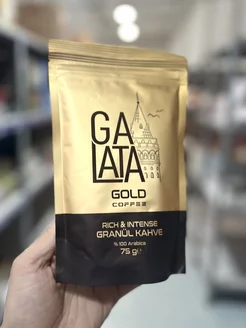 GA
LATA
GOLD
COFFEE
RICH & INTENSE
GRANÜL KAHVE
%100 Arabica
75 g℮